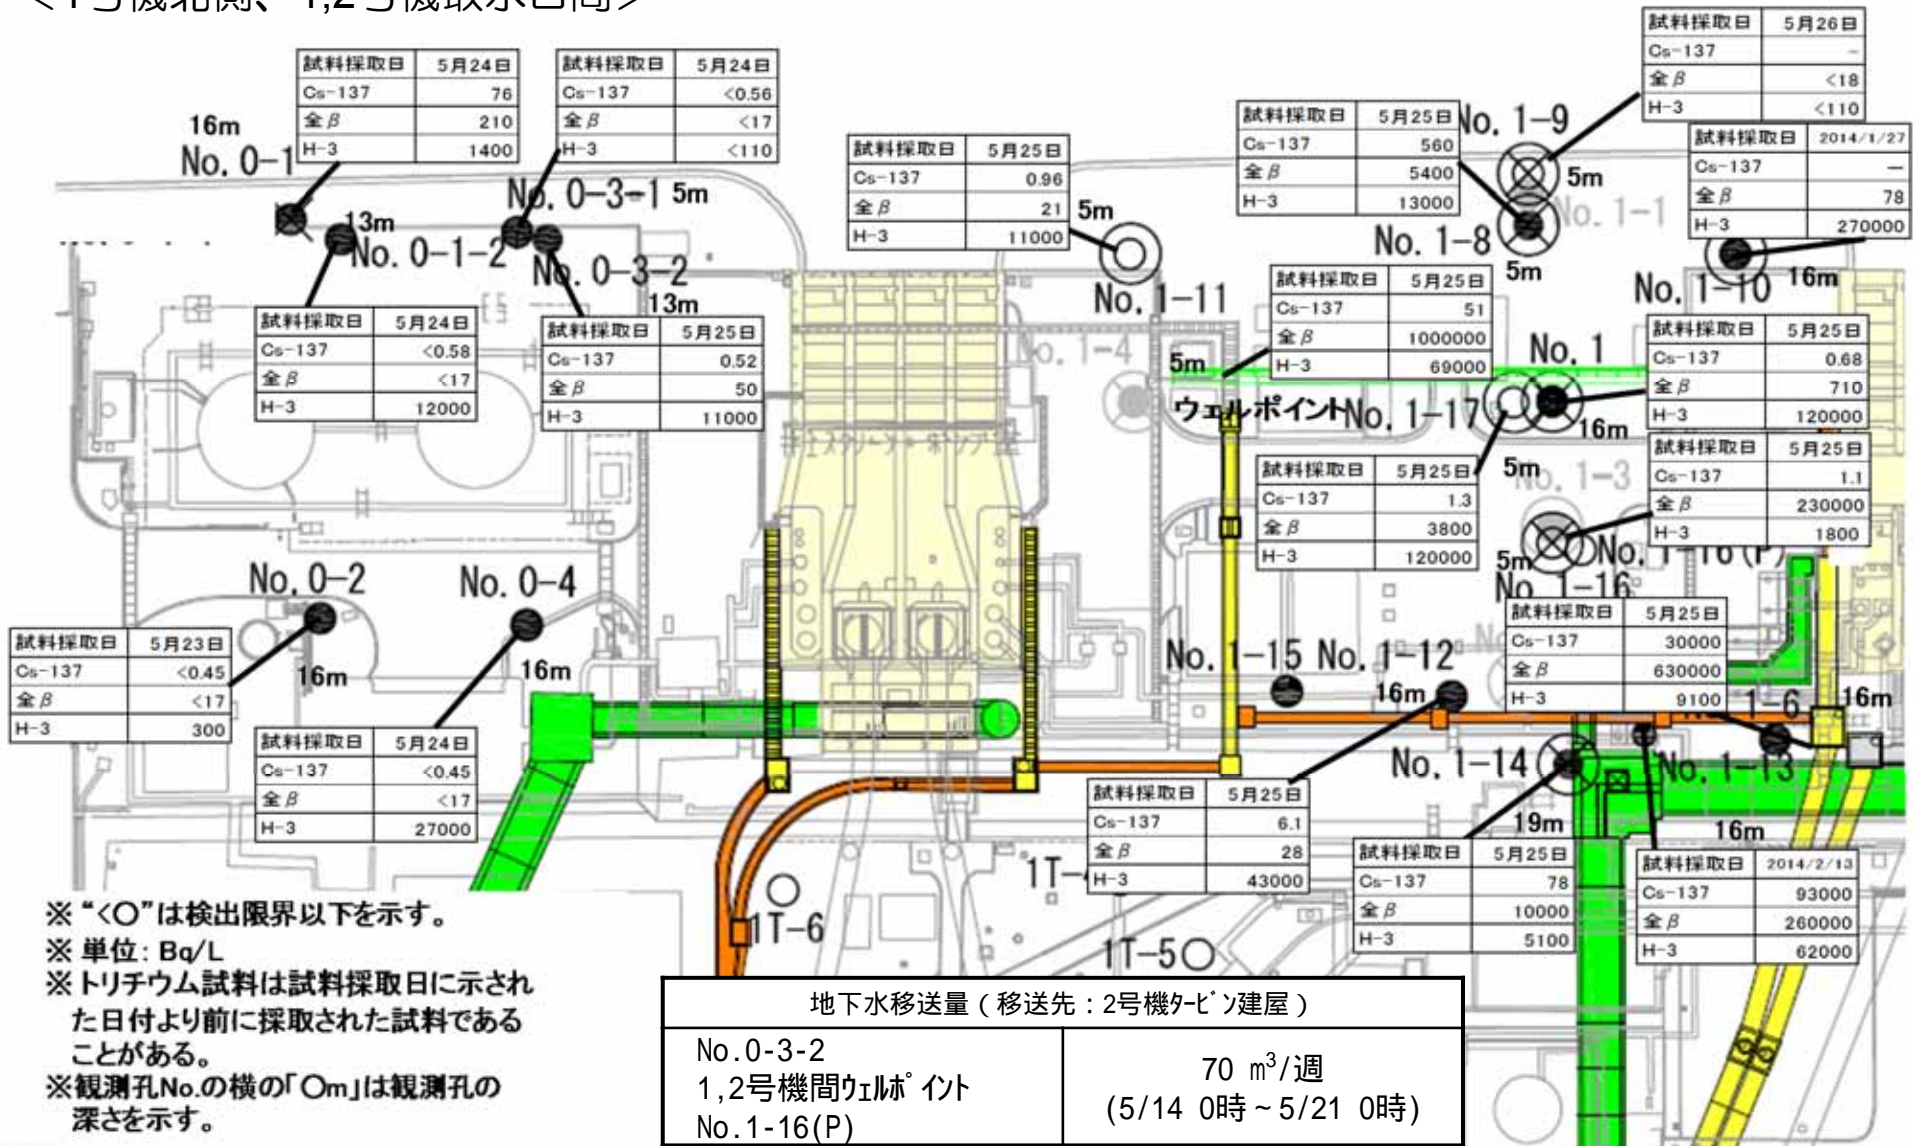 <1号機北側、1,2号機取水口間>
試料採取日 5月24日
Cs-137 76
全β 210
H-3 1400
16m
No. 0-1
試料採取日 5月24日
Cs-137 <0.56
全β <17
H-3 <110
No. 0-3-1 5m
13m
No. 0-1-2
No. 0-3-2
13m
試料採取日 5月24日
Cs-137 <0.58
全β <17
H-3 12000
試料採取日 5月25日
Cs-137 0.52
全β 50
H-3 11000
試料採取日 5月25日
Cs-137 0.96
全β 21
H-3 11000
5m
No. 1-11
試料採取日 5月25日
Cs-137 560
全β 5400
H-3 13000
No. 1-9
5m
試料採取日 5月26日
Cs-137 -
全β <18
H-3 <110
試料採取日 2014/1/27
Cs-137 —
全β 78
H-3 270000
No. 1-1
No. 1-8
5m
No. 1-10
16m
試料採取日 5月25日
Cs-137 51
全β 1000000
H-3 69000
No. 1-4
5m
ウェルポイント
No. 1
No. 1-17
16m
試料採取日 5月25日
Cs-137 0.68
全β 710
H-3 120000
試料採取日 5月25日
Cs-137 1.3
全β 3800
H-3 120000
5m
No. 1-3
試料採取日 5月25日
Cs-137 1.1
全β 230000
H-3 1800
5m
No. 1-16(P)
No. 1-16
試料採取日 5月25日
Cs-137 30000
全β 630000
H-3 9100
1-6
16m
No. 0-2
No. 0-4
16m
16m
試料採取日 5月23日
Cs-137 <0.45
全β <17
H-3 300
試料採取日 5月24日
Cs-137 <0.45
全β <17
H-3 27000
No. 1-15 No. 1-12
16m
No. 1-14
No. 1-13
19m
16m
試料採取日 5月25日
Cs-137 6.1
全β 28
H-3 43000
試料採取日 5月25日
Cs-137 78
全β 10000
H-3 5100
試料採取日 2014/2/13
Cs-137 93000
全β 260000
H-3 62000
1T-6
1T-
1T-5
※ “<○”は検出限界以下を示す。
※ 単位: Bq/L
※ トリチウム試料は試料採取日に示され
た日付より前に採取された試料である
ことがある。
※観測孔No.の横の「○m」は観測孔の
深さを示す。
地下水移送量 ( 移送先 : 2号機ﾀｰﾋﾞﾝ建屋 )
No.0-3-2
1,2号機間ｳｪﾙﾎﾟｲﾝﾄ
No.1-16(P)
70 m³/週
(5/14 0時 ~ 5/21 0時)